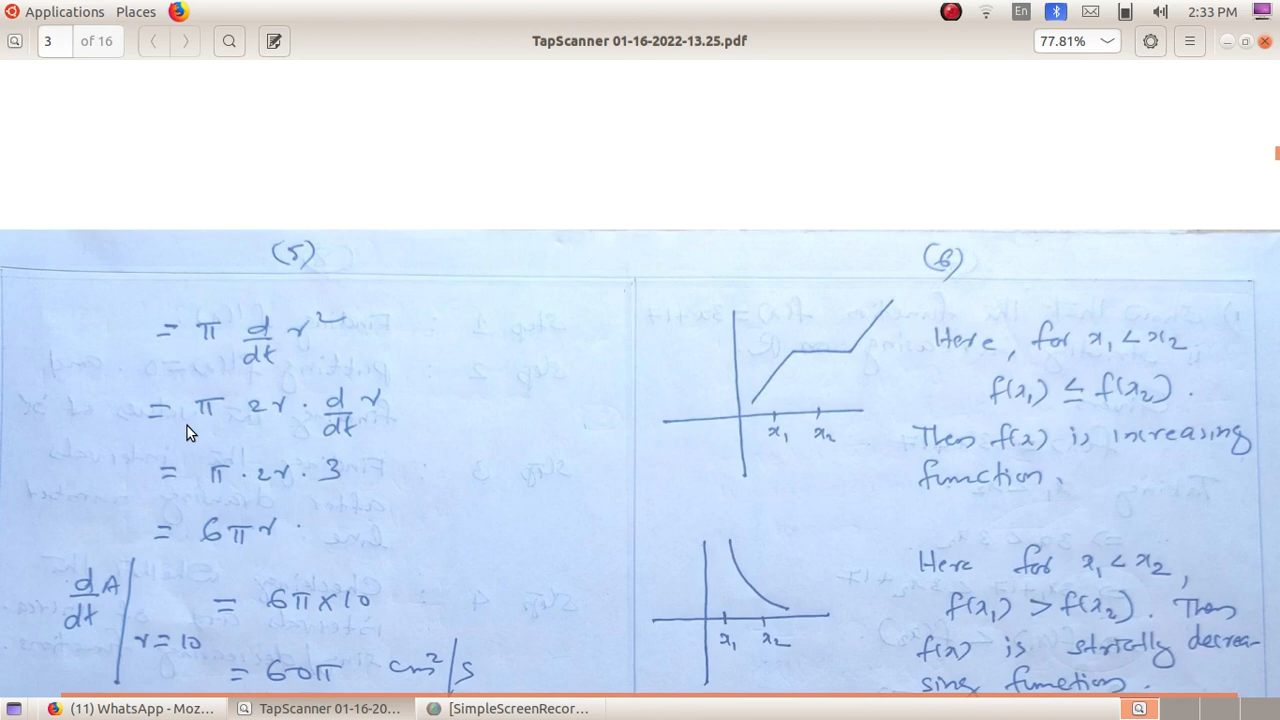 Applications Places
En
2:33 PM
3 of 16
TapScanner 01-16-2022-13.25.pdf
77.81%
(5)
= π d/dt r²
= π 2r · d/dt r
= π · 2r · 3
= 6πr ·
dA/dt | r = 10 = 6π×10
= 60π cm²/s
(6)
x₁ x₂
Here, for x₁ < x₂
f(x₁) ≤ f(x₂).
Then f(x) is increasing
function.
x₁ x₂
Here for x₁ < x₂,
f(x₁) > f(x₂). Then
f(x) is strictly decrea-
sing function.
(11) WhatsApp - Moz...
TapScanner 01-16-20...
[SimpleScreenRecor...